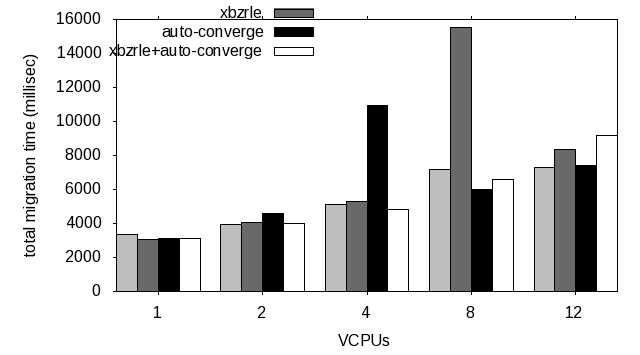 xbzrle
auto-converge
xbzrle+auto-converge
16000
14000
12000
10000
8000
6000
4000
2000
0
total migration time (millisec)
1 2 4 8 12
VCPUs